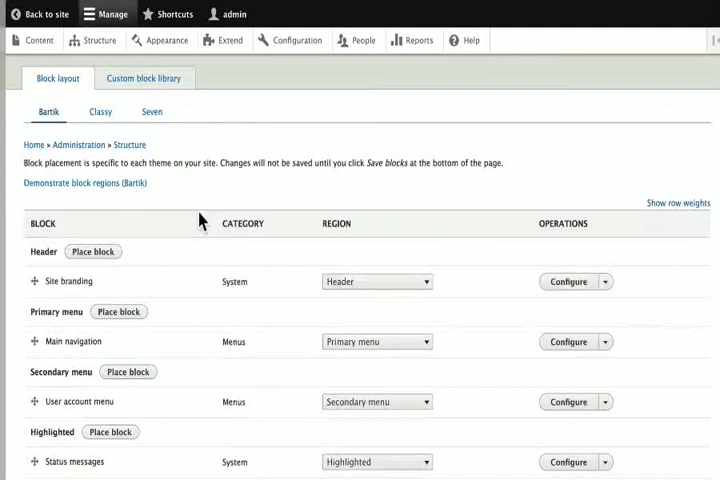 Back to site Manage Shortcuts admin
Content Structure Appearance Extend Configuration People Reports Help
Block layout Custom block library
Bartik Classy Seven
Home » Administration » Structure
Block placement is specific to each theme on your site. Changes will not be saved until you click Save blocks at the bottom of the page.
Demonstrate block regions (Bartik)
Show row weights
BLOCK CATEGORY REGION OPERATIONS
Header Place block
Site branding System Header Configure
Primary menu Place block
Main navigation Menus Primary menu Configure
Secondary menu Place block
User account menu Menus Secondary menu Configure
Highlighted Place block
Status messages System Highlighted Configure